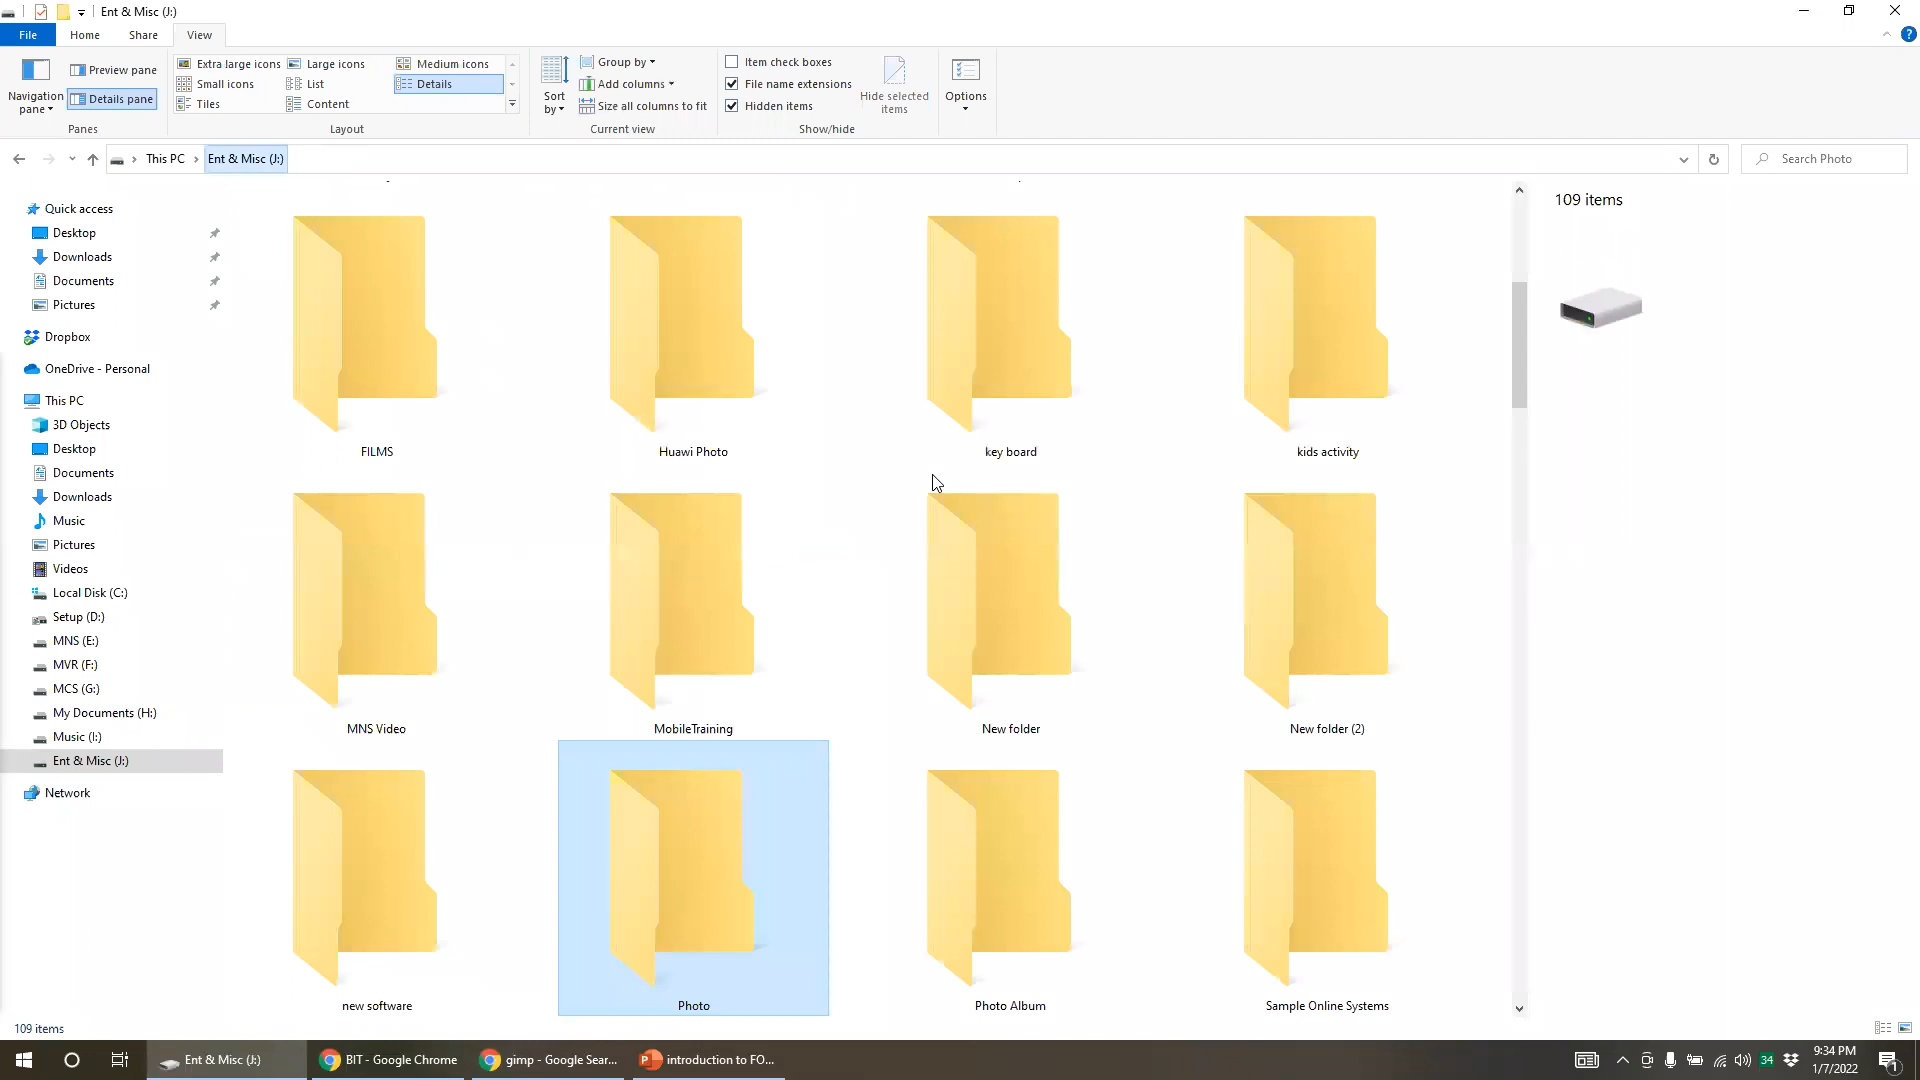 Ent & Misc (J:)
File Home Share View
Navigation pane
Preview pane
Details pane
Panes
Extra large icons Large icons Medium icons
Small icons List Details
Tiles Content
Layout
Sort by
Group by
Add columns
Size all columns to fit
Current view
Item check boxes
File name extensions
Hidden items
Hide selected items
Show/hide
Options
This PC Ent & Misc (J:)
Search Photo
Quick access
Desktop
Downloads
Documents
Pictures
Dropbox
OneDrive - Personal
This PC
3D Objects
Desktop
Documents
Downloads
Music
Pictures
Videos
Local Disk (C:)
Setup (D:)
MNS (E:)
MVR (F:)
MCS (G:)
My Documents (H:)
Music (I:)
Ent & Misc (J:)
Network
FILMS Huawi Photo key board kids activity
MNS Video MobileTraining New folder New folder (2)
new software Photo Photo Album Sample Online Systems
109 items
109 items
Ent & Misc (J:) BIT - Google Chrome gimp - Google Sear... introduction to FO...
34
9:34 PM
1/7/2022
1